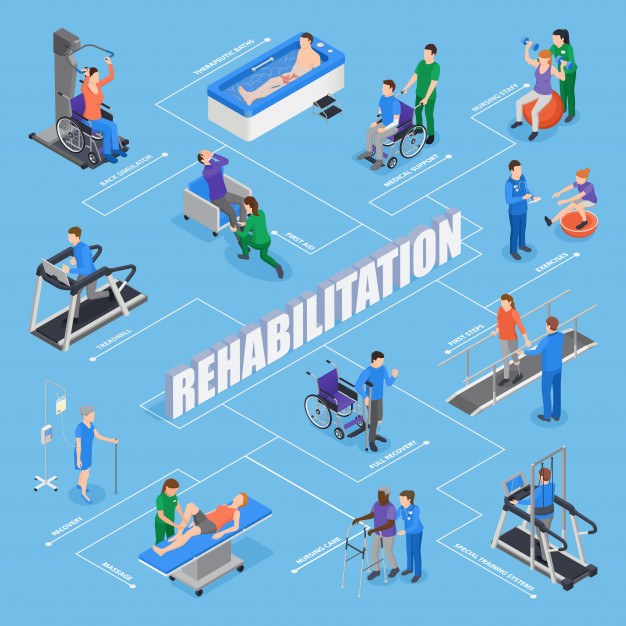 THERAPEUTIC BATHS
NURSING STAFF
BACK SIMULATOR
MEDICAL SUPPORT
FIRST AID
EXERCISES
REHABILITATION
TREADMILL
FIRST STEPS
FULL RECOVERY
RECOVERY
MASSAGE
NURSING CARE
SPECIAL TRAINING SYSTEMS